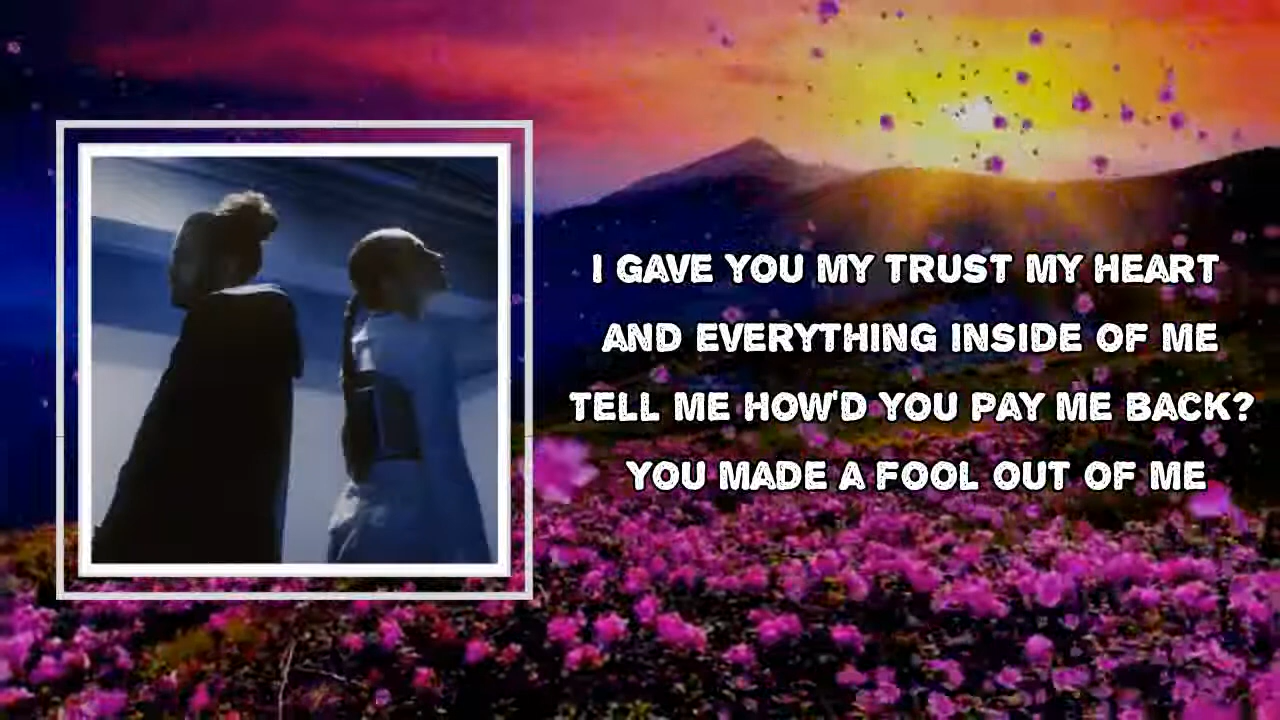 I GAVE YOU MY TRUST MY HEART
AND EVERYTHING INSIDE OF ME
TELL ME HOW'D YOU PAY ME BACK?
YOU MADE A FOOL OUT OF ME